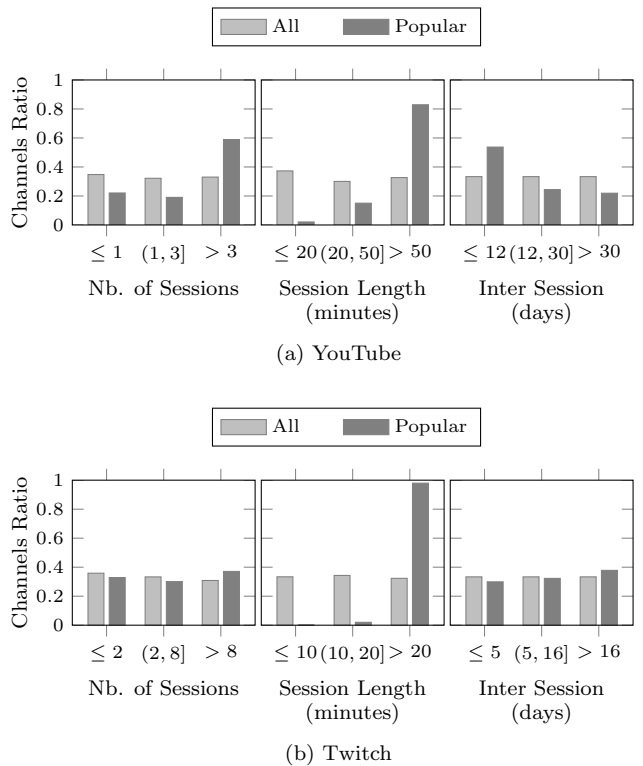 All Popular
1
0.8
0.6
0.4
0.2
0
Channels Ratio
≤ 1 (1, 3] > 3
Nb. of Sessions
≤ 20 (20, 50] > 50
Session Length
(minutes)
≤ 12 (12, 30] > 30
Inter Session
(days)
(a) YouTube
All Popular
1
0.8
0.6
0.4
0.2
0
Channels Ratio
≤ 2 (2, 8] > 8
Nb. of Sessions
≤ 10 (10, 20] > 20
Session Length
(minutes)
≤ 5 (5, 16] > 16
Inter Session
(days)
(b) Twitch